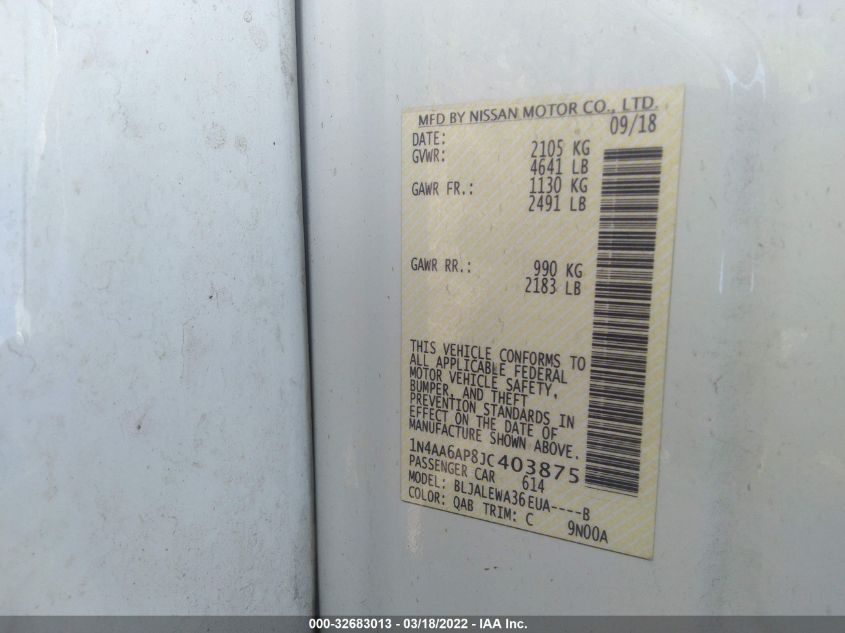 MFD BY NISSAN MOTOR CO., LTD.
DATE: 09/18
GVWR: 2105 KG
4641 LB
GAWR FR.: 1130 KG
2491 LB
GAWR RR.: 990 KG
2183 LB
THIS VEHICLE CONFORMS TO
ALL APPLICABLE FEDERAL
MOTOR VEHICLE SAFETY,
BUMPER, AND THEFT
PREVENTION STANDARDS IN
EFFECT ON THE DATE OF
MANUFACTURE SHOWN ABOVE.
1N4AA6AP8JC403875
PASSENGER CAR 614
MODEL: BLJALEWA36EUA----B
COLOR: QAB TRIM: C 9N00A
000-32683013 - 03/18/2022 - IAA Inc.